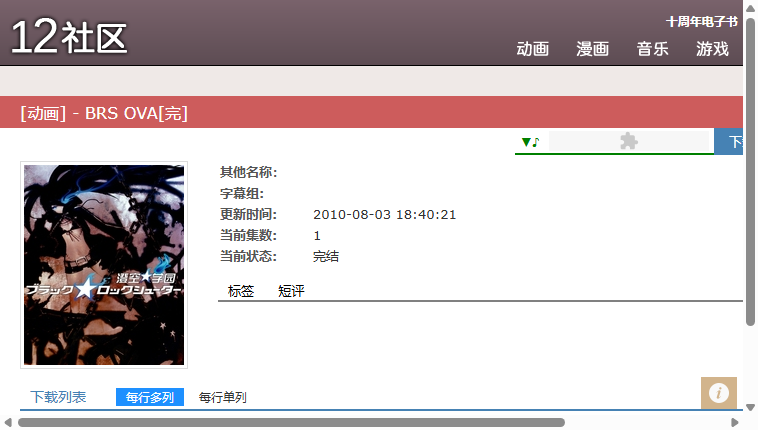 12社区
十周年电子书
动画 漫画 音乐 游戏
[动画] - BRS OVA[完]
▼♪
其他名称:
字幕组:
更新时间: 2010-08-03 18:40:21
当前集数: 1
当前状态: 完结
澄空★学园
ブラック★ロックシューター
标签 短评
下载列表 每行多列 每行单列